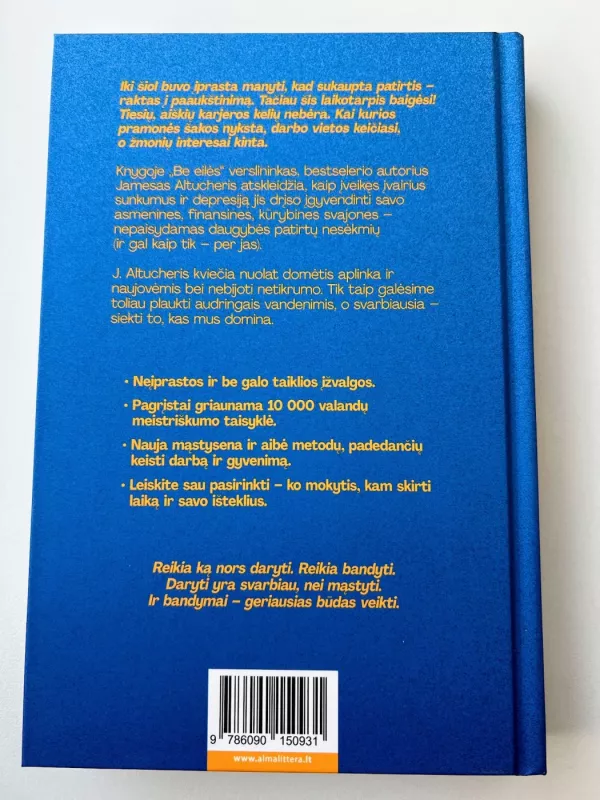 Iki šiol buvo įprasta manyti, kad sukaupta patirtis –
raktas į paaukštinimą. Tačiau šis laikotarpis baigėsi!
Tiesių, aiškių karjeros kelių nebėra. Kai kurios
pramonės šakos nyksta, darbo vietos keičiasi,
o žmonių interesai kinta.
Knygoje „Be eilės“ verslininkas, bestselerio autorius
Jamesas Altucheris atskleidžia, kaip įveikęs įvairius
sunkumus ir depresiją jis drįso įgyvendinti savo
asmenines, finansines, kūrybines svajones –
nepaisydamas daugybės patirtų nesėkmių
(ir gal kaip tik – per jas).
J. Altucheris kviečia nuolat domėtis aplinka ir
naujovėmis bei nebijoti netikrumo. Tik taip galėsime
toliau plaukti audringais vandenimis, o svarbiausia –
siekti to, kas mus domina.
• Neįprastos ir be galo taiklios įžvalgos.
• Pagrįstai griaunama 10 000 valandų
meistriškumo taisyklė.
• Nauja mąstysena ir aibė metodų, padedančių
keisti darbą ir gyvenimą.
• Leiskite sau pasirinkti – ko mokytis, kam skirti
laiką ir savo išteklius.
Reikia ką nors daryti. Reikia bandyti.
Daryti yra svarbiau, nei mąstyti.
Ir bandymai – geriausias būdas veikti.
9 786090 150931
www.almalittera.lt